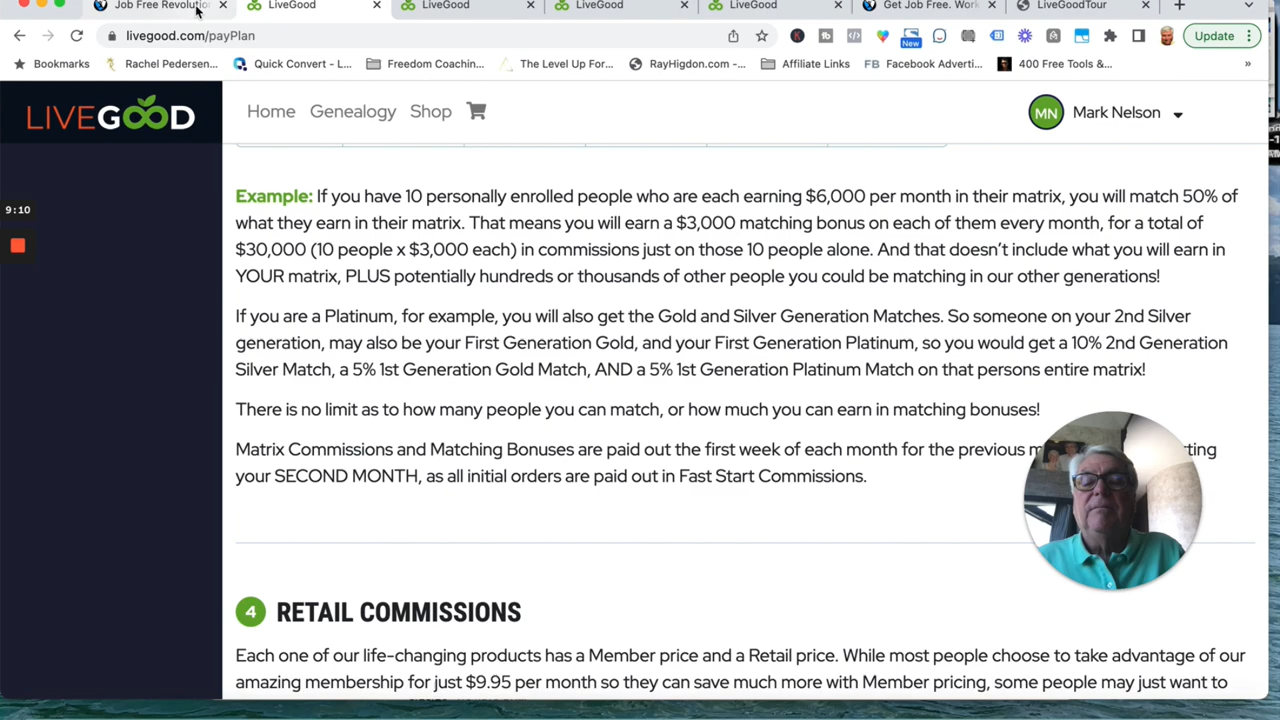 Job Free Revolution
LiveGood
LiveGood
LiveGood
LiveGood
Get Job Free. Work
LiveGoodTour
livegood.com/payPlan
New
Update
Bookmarks
Rachel Pedersen...
Quick Convert - L...
Freedom Coachin...
The Level Up For...
RayHigdon.com -...
Affiliate Links
FB Facebook Adverti...
400 Free Tools &...
»
LIVEGOOD
Home
Genealogy
Shop
MN
Mark Nelson
9:10
Example: If you have 10 personally enrolled people who are each earning $6,000 per month in their matrix, you will match 50% of
what they earn in their matrix. That means you will earn a $3,000 matching bonus on each of them every month, for a total of
$30,000 (10 people x $3,000 each) in commissions just on those 10 people alone. And that doesn’t include what you will earn in
YOUR matrix, PLUS potentially hundreds or thousands of other people you could be matching in our other generations!
If you are a Platinum, for example, you will also get the Gold and Silver Generation Matches. So someone on your 2nd Silver
generation, may also be your First Generation Gold, and your First Generation Platinum, so you would get a 10% 2nd Generation
Silver Match, a 5% 1st Generation Gold Match, AND a 5% 1st Generation Platinum Match on that persons entire matrix!
There is no limit as to how many people you can match, or how much you can earn in matching bonuses!
Matrix Commissions and Matching Bonuses are paid out the first week of each month for the previous
your SECOND MONTH, as all initial orders are paid out in Fast Start Commissions.
4 RETAIL COMMISSIONS
Each one of our life-changing products has a Member price and a Retail price. While most people choose to take advantage of our
amazing membership for just $9.95 per month so they can save much more with Member pricing, some people may just want to